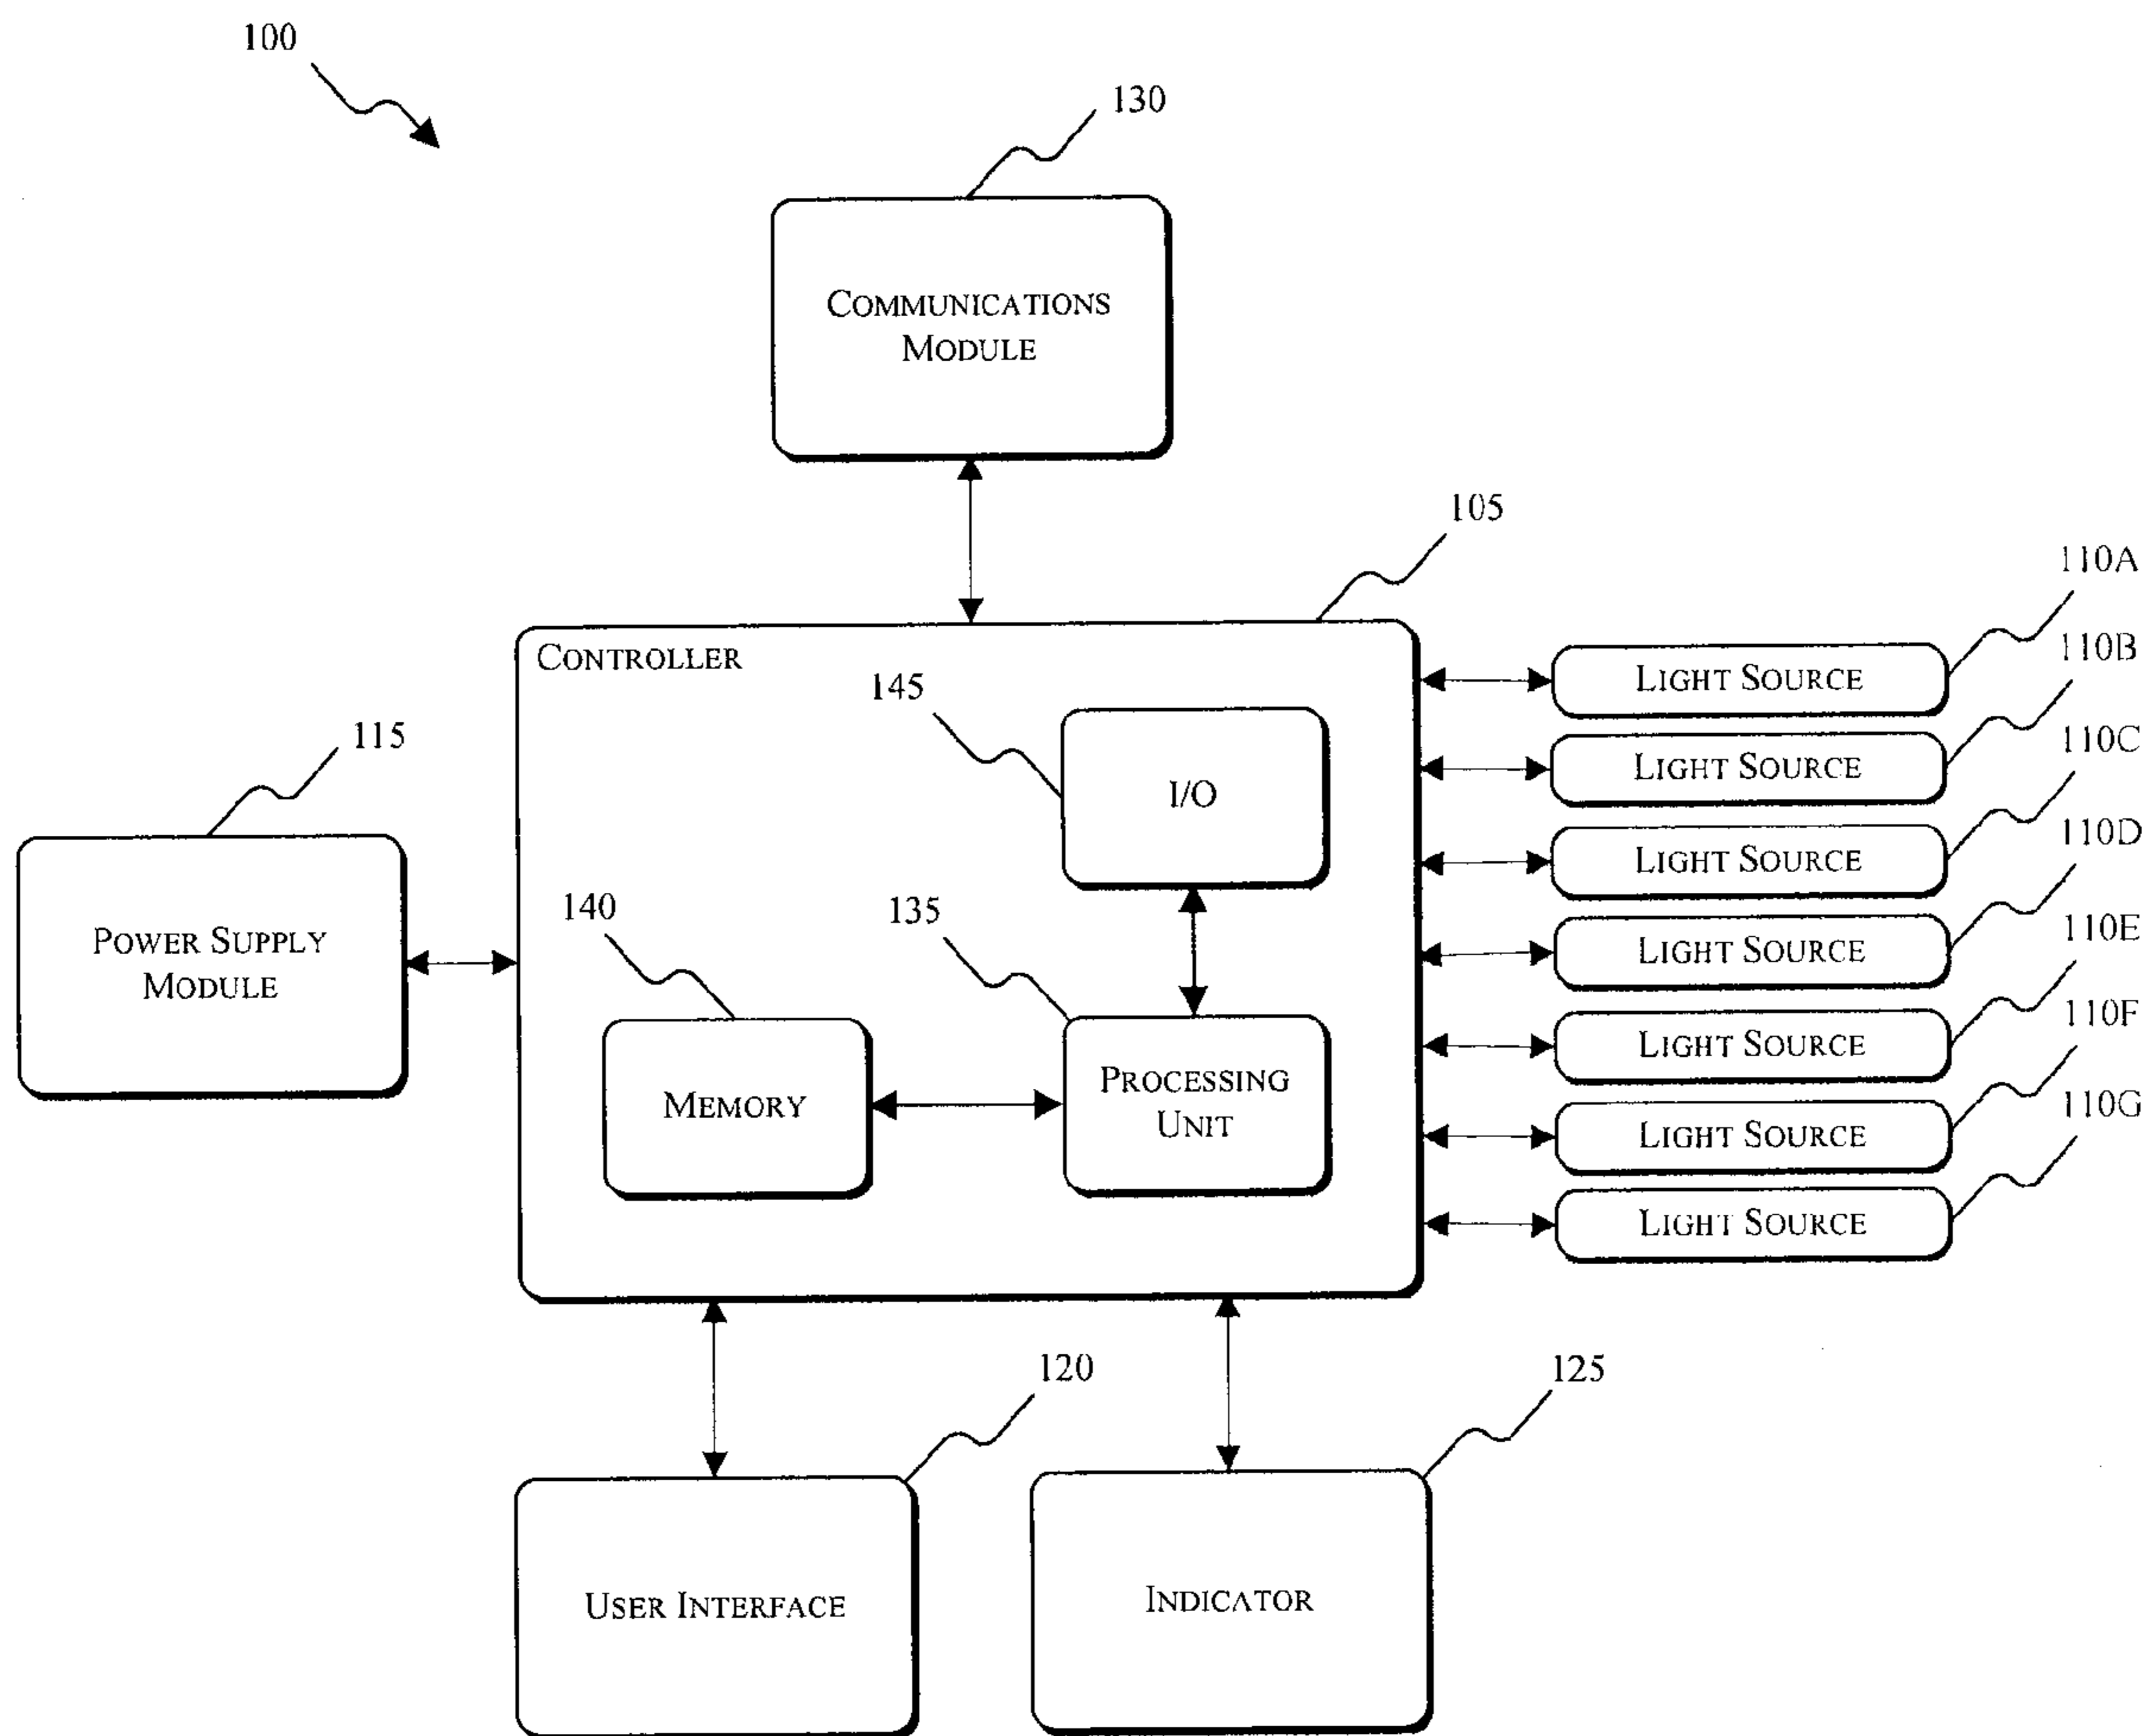 100
130
COMMUNICATIONS
MODULE
105
110A
CONTROLLER
LIGHT SOURCE
110B
145
115
I/O
LIGHT SOURCE
110C
LIGHT SOURCE
110D
POWER SUPPLY
MODULE
140
135
LIGHT SOURCE
110E
MEMORY
PROCESSING
UNIT
LIGHT SOURCE
110F
LIGHT SOURCE
110G
LIGHT SOURCE
120
125
USER INTERFACE
INDICATOR